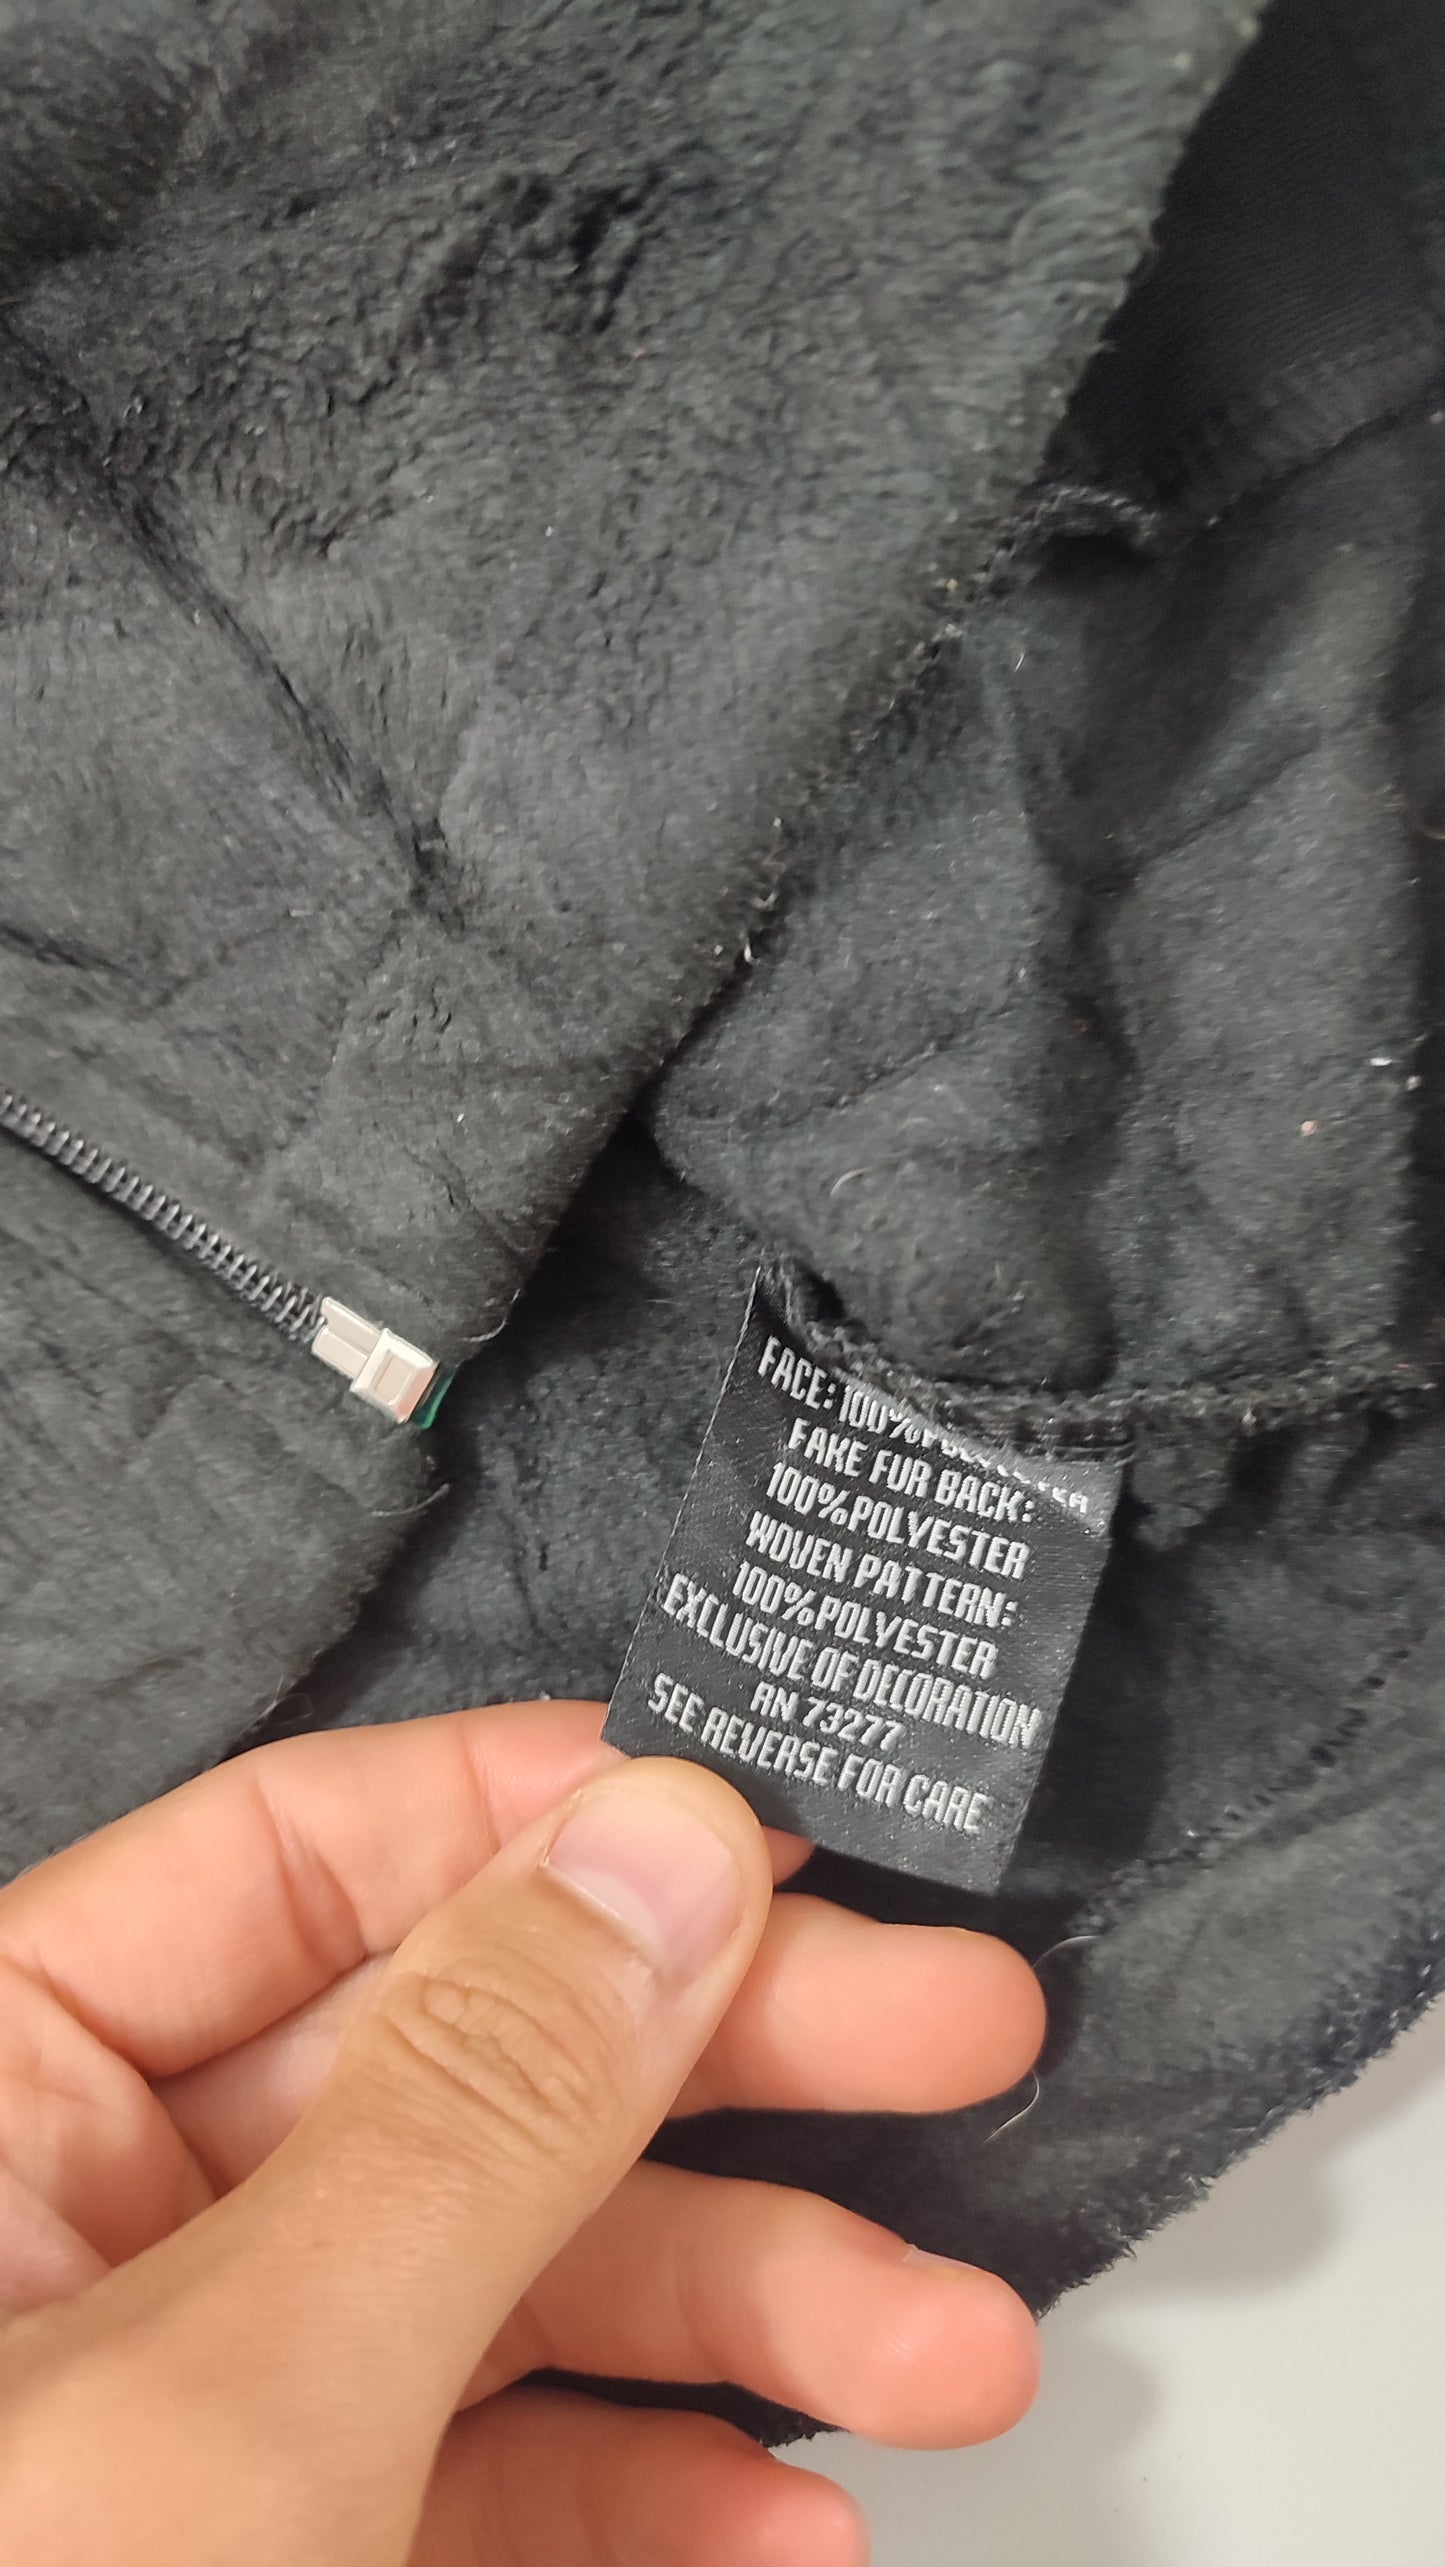 FACE: 100% POLYESTER
FAKE FUR BACK:
100%POLYESTER
WOVEN PATTERN:
100%POLYESTER
EXCLUSIVE OF DECORATION
RN 73277
SEE REVERSE FOR CARE